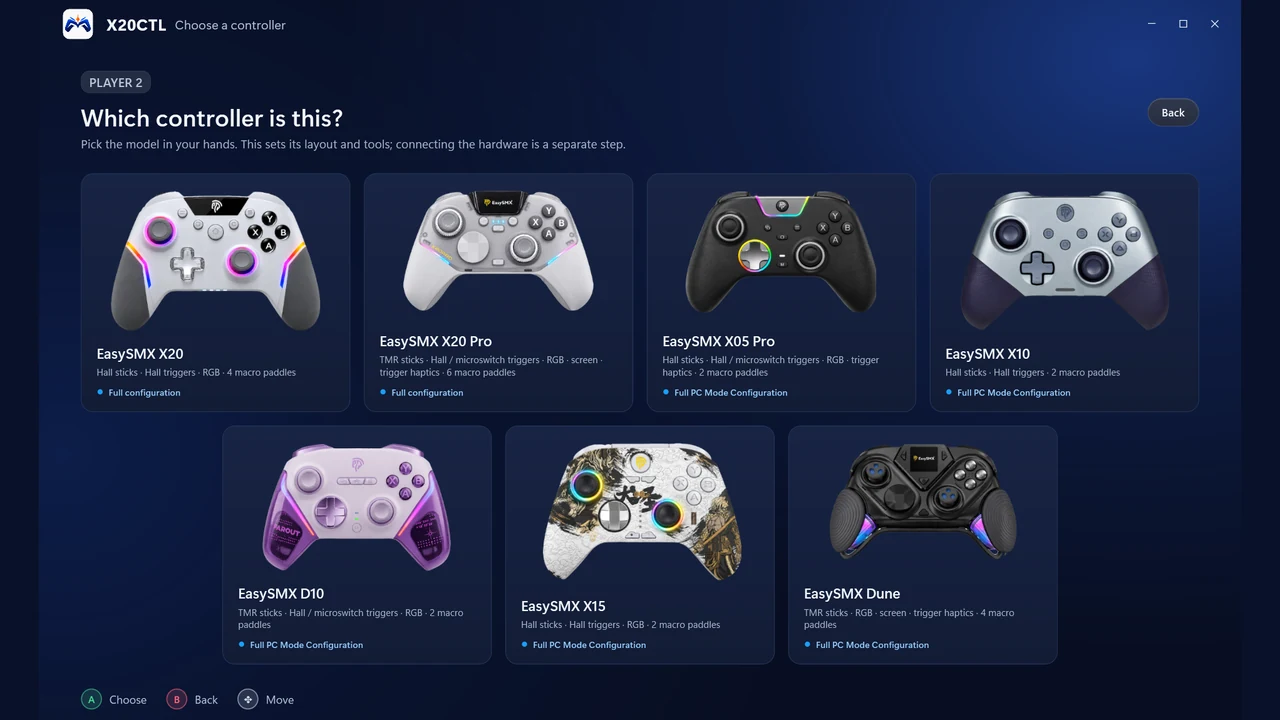 X20CTL Choose a controller
PLAYER 2
Which controller is this?
Back
Pick the model in your hands. This sets its layout and tools; connecting the hardware is a separate step.
Y
X B
A
EasySMX X20
Hall sticks · Hall triggers · RGB · 4 macro paddles
Full configuration
EasySMX
Y
X B
A
EasySMX X20 Pro
TMR sticks · Hall / microswitch triggers · RGB · screen ·
trigger haptics · 6 macro paddles
Full configuration
Y
X B
A
EasySMX X05 Pro
Hall sticks · Hall / microswitch triggers · RGB · trigger
haptics · 2 macro paddles
Full PC Mode Configuration
EasySMX X10
Hall sticks · Hall triggers · 2 macro paddles
Full PC Mode Configuration
Y
X B
A
EasySMX D10
TMR sticks · Hall / microswitch triggers · RGB · 2 macro
paddles
Full PC Mode Configuration
EasySMX X15
Hall sticks · Hall triggers · RGB · 2 macro paddles
Full PC Mode Configuration
EasySMX
EasySMX Dune
TMR sticks · RGB · screen · trigger haptics · 4 macro
paddles
Full PC Mode Configuration
A Choose B Back Move